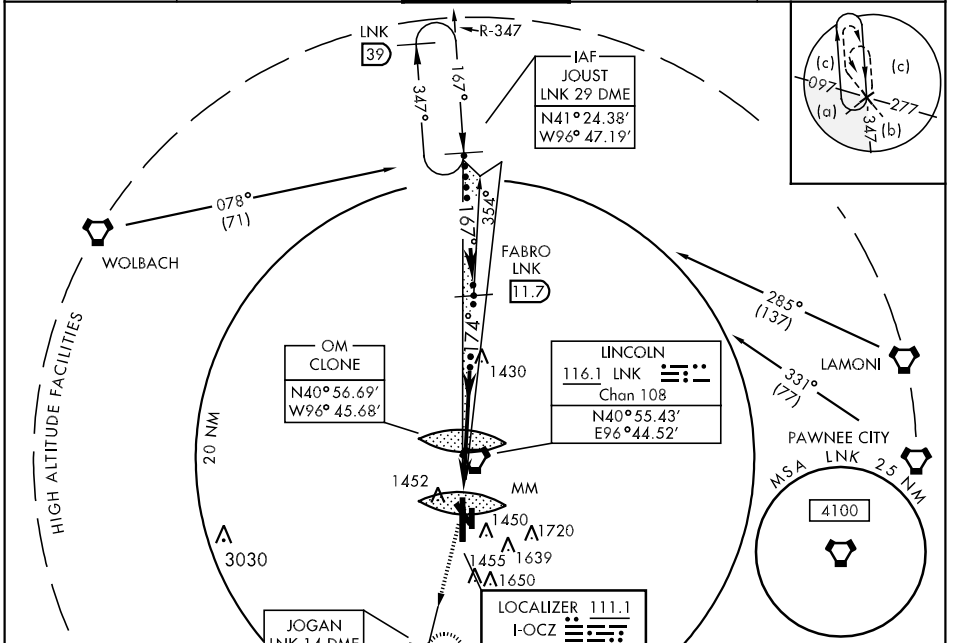 LNK
39
R-347
347°
167°
IAF
JOUST
LNK 29 DME
N41° 24.38'
W96° 47.19'
(c)
(c)
097
277
(a)
(b)
347
078°
(71)
WOLBACH
167°
354°
FABRO
LNK
11.7
174°
285°
(137)
LAMONI
331°
(77)
PAWNEE CITY
HIGH ALTITUDE FACILITIES
20 NM
OM
CLONE
N40° 56.69'
W96° 45.68'
1430
LINCOLN
116.1 LNK
Chan 108
N40° 55.43'
E96° 44.52'
MSA LNK 25 NM
4100
1452
MM
1450
1720
1639
1455
1650
3030
JOGAN
LNK 14 DME
LOCALIZER 111.1
I-OCZ